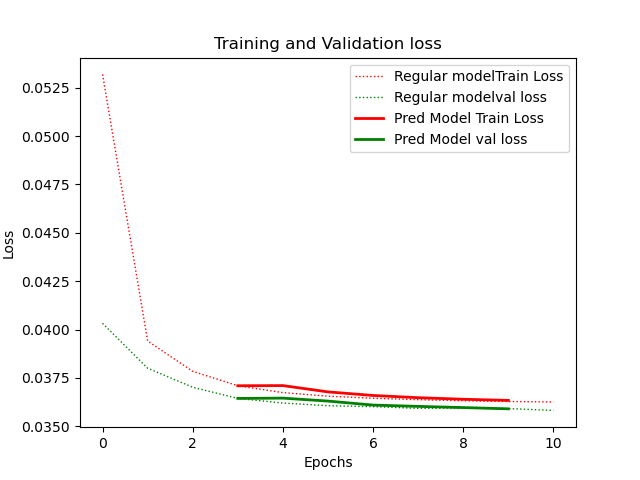 Training and Validation loss
Regular modelTrain Loss
Regular modelval loss
Pred Model Train Loss
Pred Model val loss
Loss
0.0525
0.0500
0.0475
0.0450
0.0425
0.0400
0.0375
0.0350
0 2 4 6 8 10
Epochs